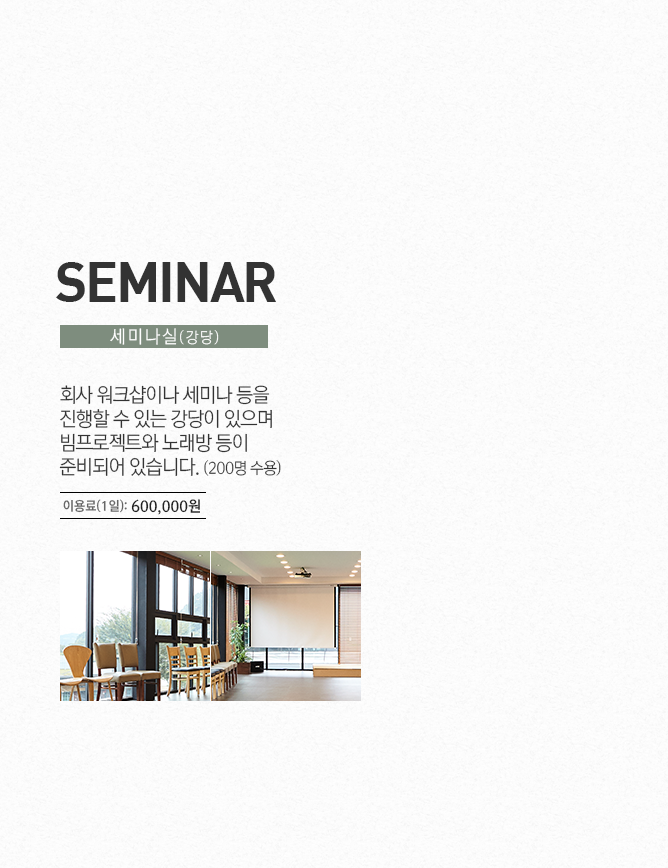 SEMINAR
세미나실(강당)
회사 워크샵이나 세미나 등을
진행할 수 있는 강당이 있으며
빔프로젝트와 노래방 등이
준비되어 있습니다. (200명 수용)
이용료(1일): 600,000원